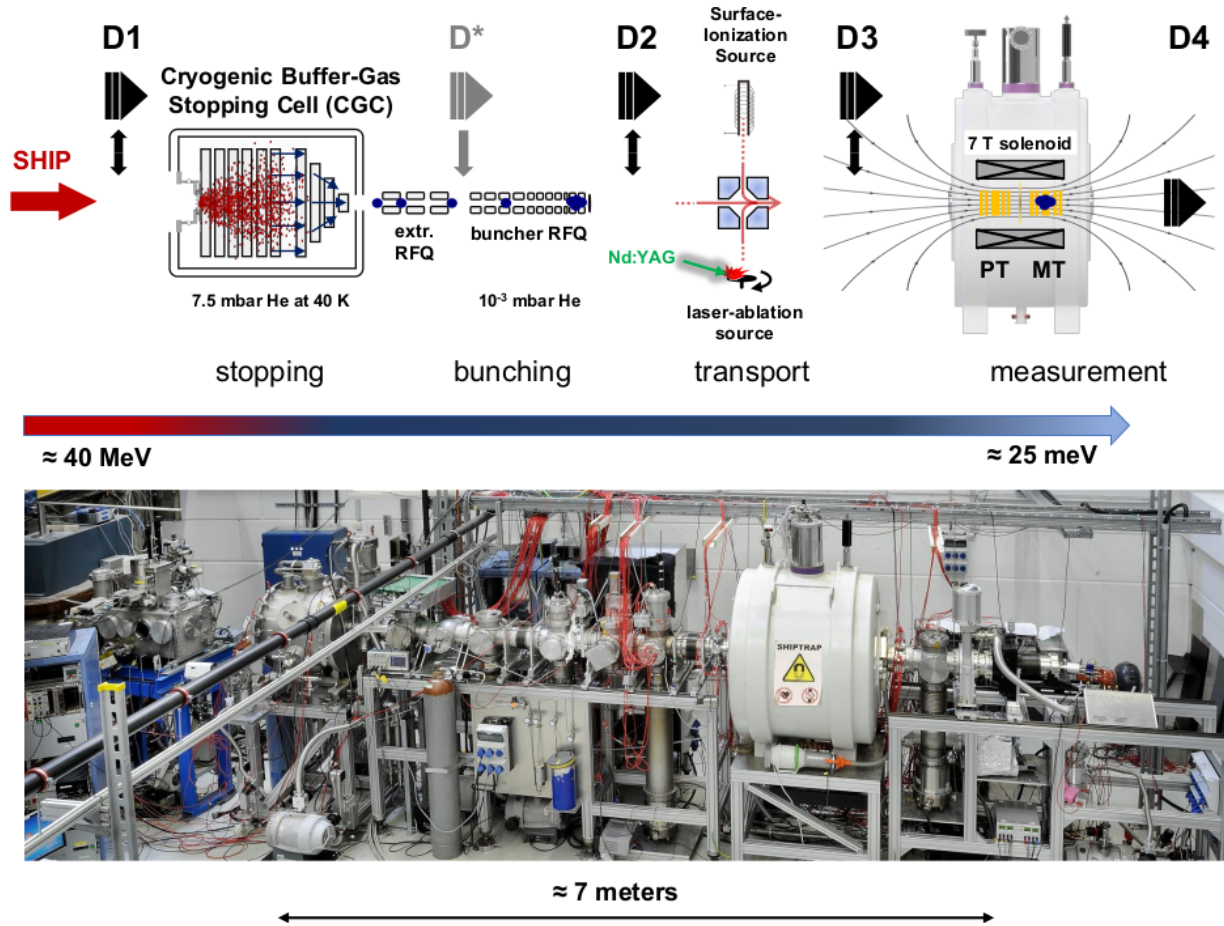 D1
D*
D2
Surface-
Ionization
Source
D3
D4
Cryogenic Buffer-Gas
Stopping Cell (CGC)
SHIP
7 T solenoid
extr.
RFQ
buncher RFQ
Nd:YAG
PT
MT
7.5 mbar He at 40 K
10⁻³ mbar He
laser-ablation
source
stopping
bunching
transport
measurement
≈ 40 MeV
≈ 25 meV
SHIPTRAP
≈ 7 meters